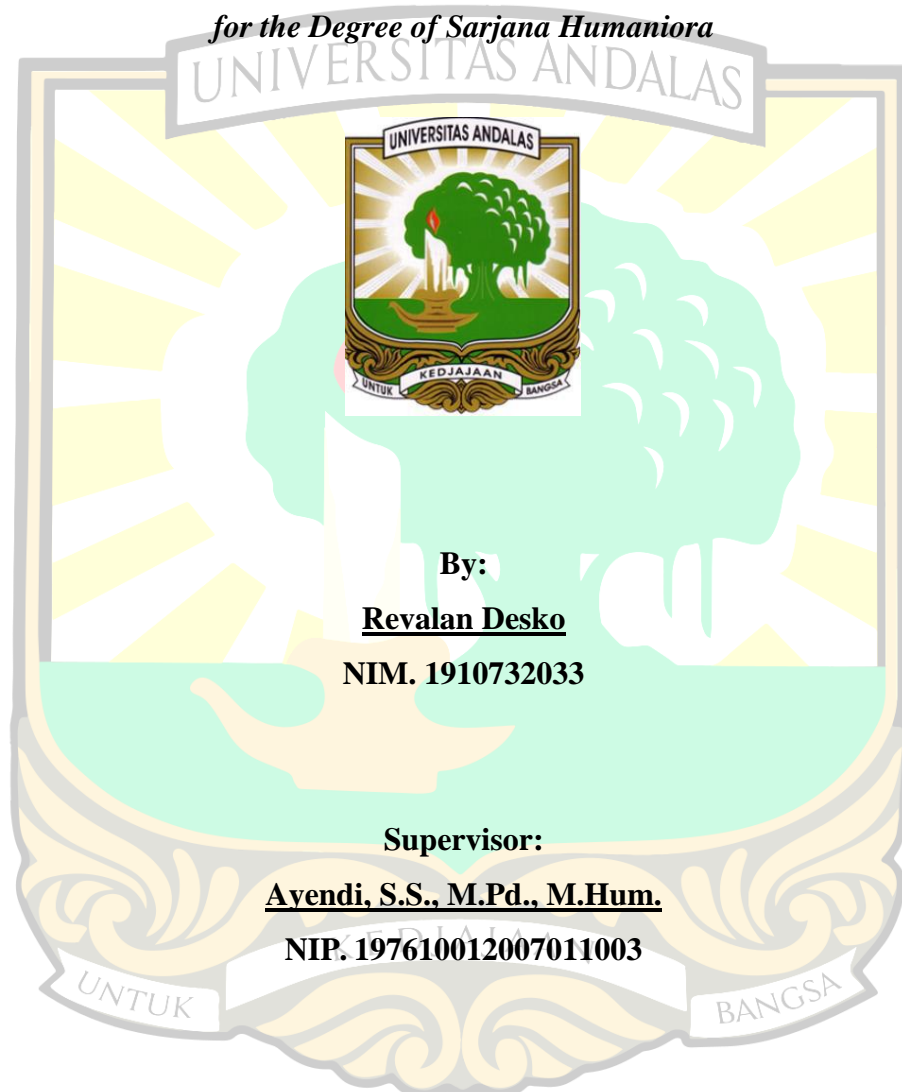 for the Degree of Sarjana Humaniora
UNIVERSITAS ANDALAS
UNIVERSITAS ANDALAS
UNTUK KEDJAJAAN BANGSA
By:
Revalan Desko
NIM. 1910732033
Supervisor:
Ayendi, S.S., M.Pd., M.Hum.
KEDJAJAAN
NIP. 197610012007011003
UNTUK BANGSA